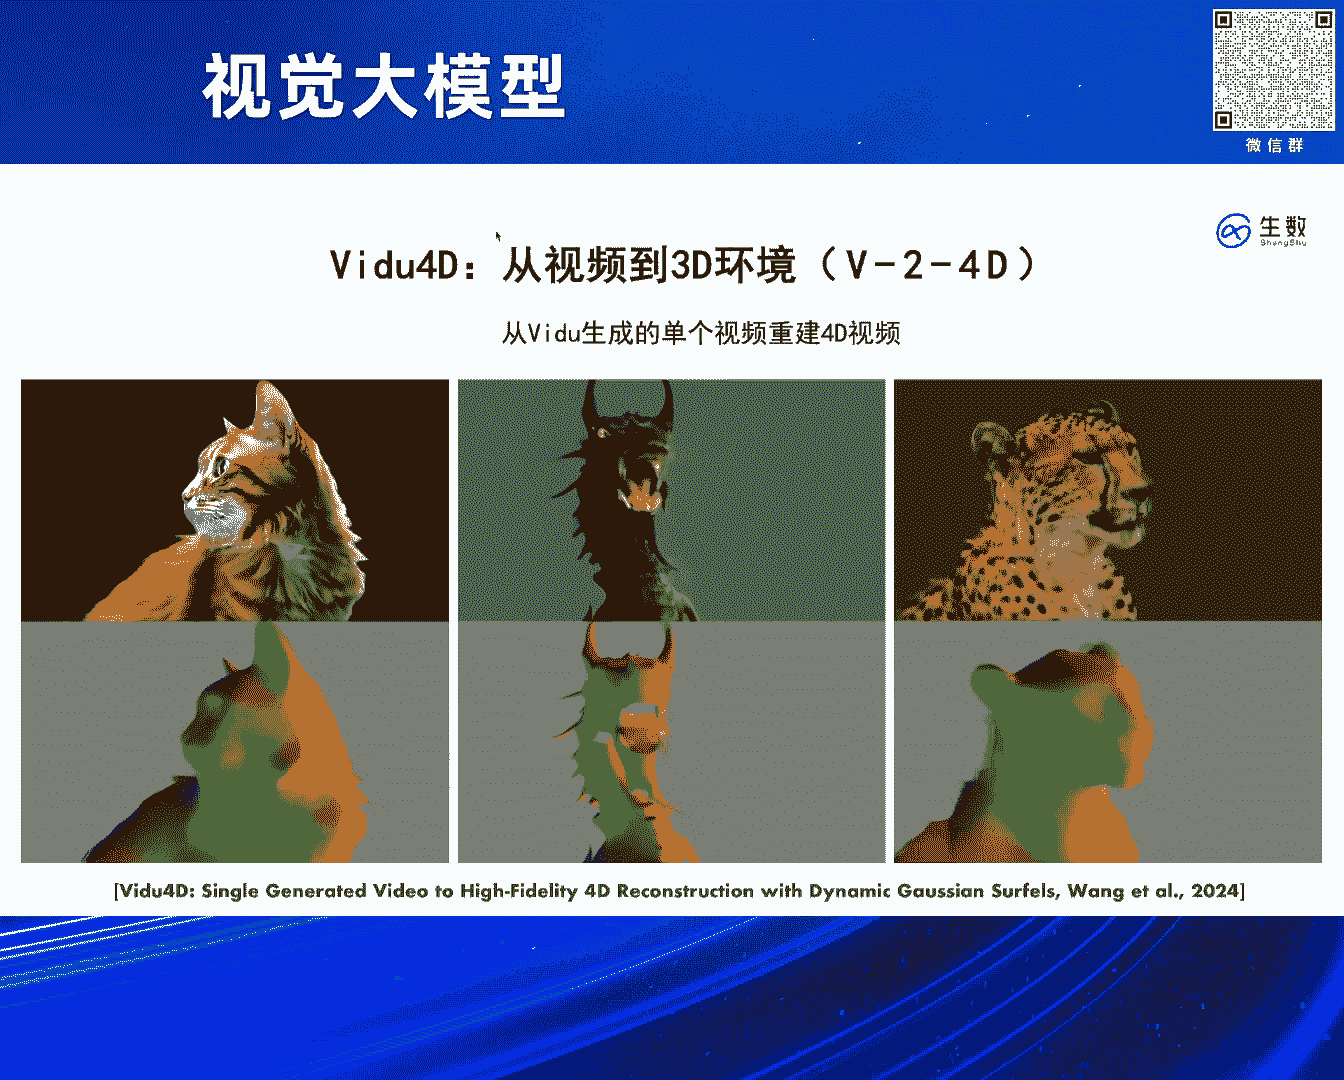 视觉大模型
微信群
生数
ShengShu
Vidu4D：从视频到3D环境（V-2-4D）
从Vidu生成的单个视频重建4D视频
[Vidu4D: Single Generated Video to High-Fidelity 4D Reconstruction with Dynamic Gaussian Surfels, Wang et al., 2024]